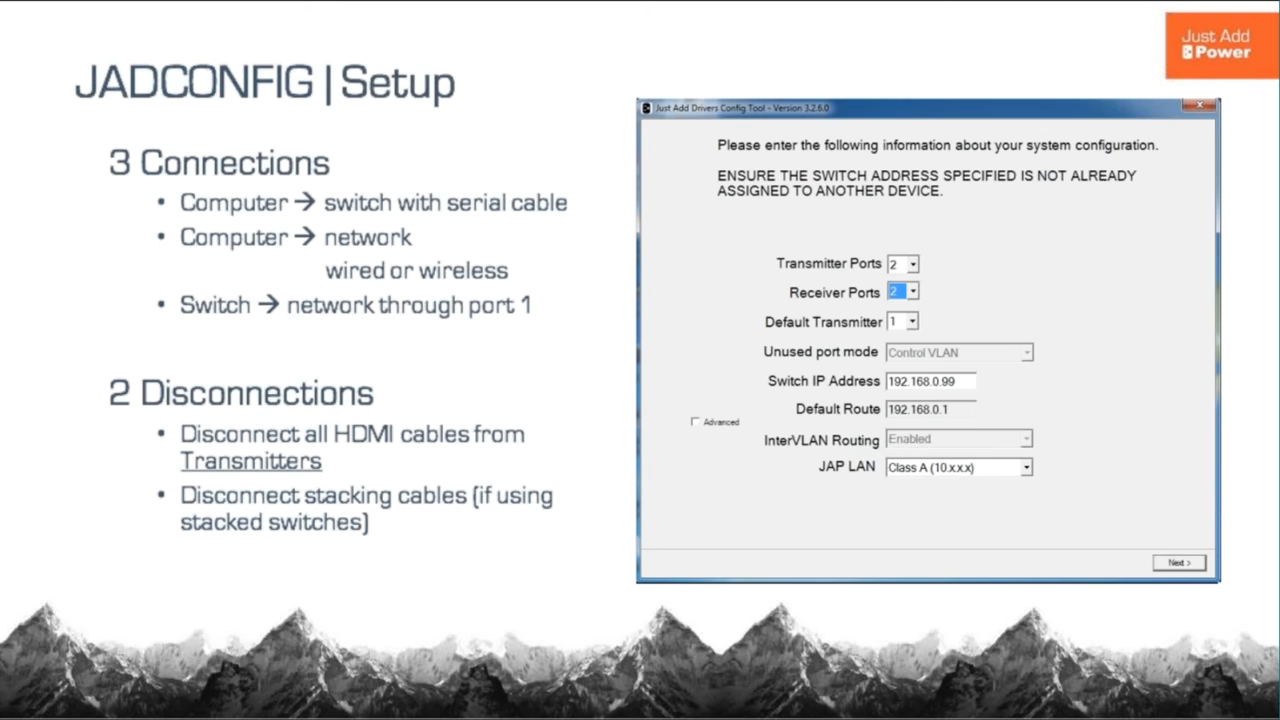 Just Add
Power
JADCONFIG | Setup
3 Connections
• Computer → switch with serial cable
• Computer → network
wired or wireless
• Switch → network through port 1
2 Disconnections
• Disconnect all HDMI cables from
Transmitters
• Disconnect stacking cables (if using
stacked switches)
Just Add Drivers Config Tool - Version 3.2.6.0
Please enter the following information about your system configuration.
ENSURE THE SWITCH ADDRESS SPECIFIED IS NOT ALREADY
ASSIGNED TO ANOTHER DEVICE.
Transmitter Ports 2
Receiver Ports 2
Default Transmitter 1
Unused port mode Control VLAN
Switch IP Address 192.168.0.99
Default Route 192.168.0.1
Advanced
InterVLAN Routing Enabled
JAP LAN Class A (10.x.x.x)
Next >